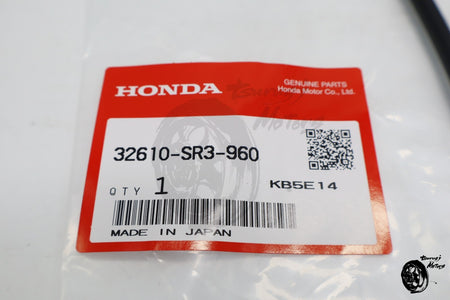 HONDA
GENUINE PARTS
Honda Motor Co., Ltd.
32610-SR3-960
QTY 1
KB5E14
MADE IN JAPAN